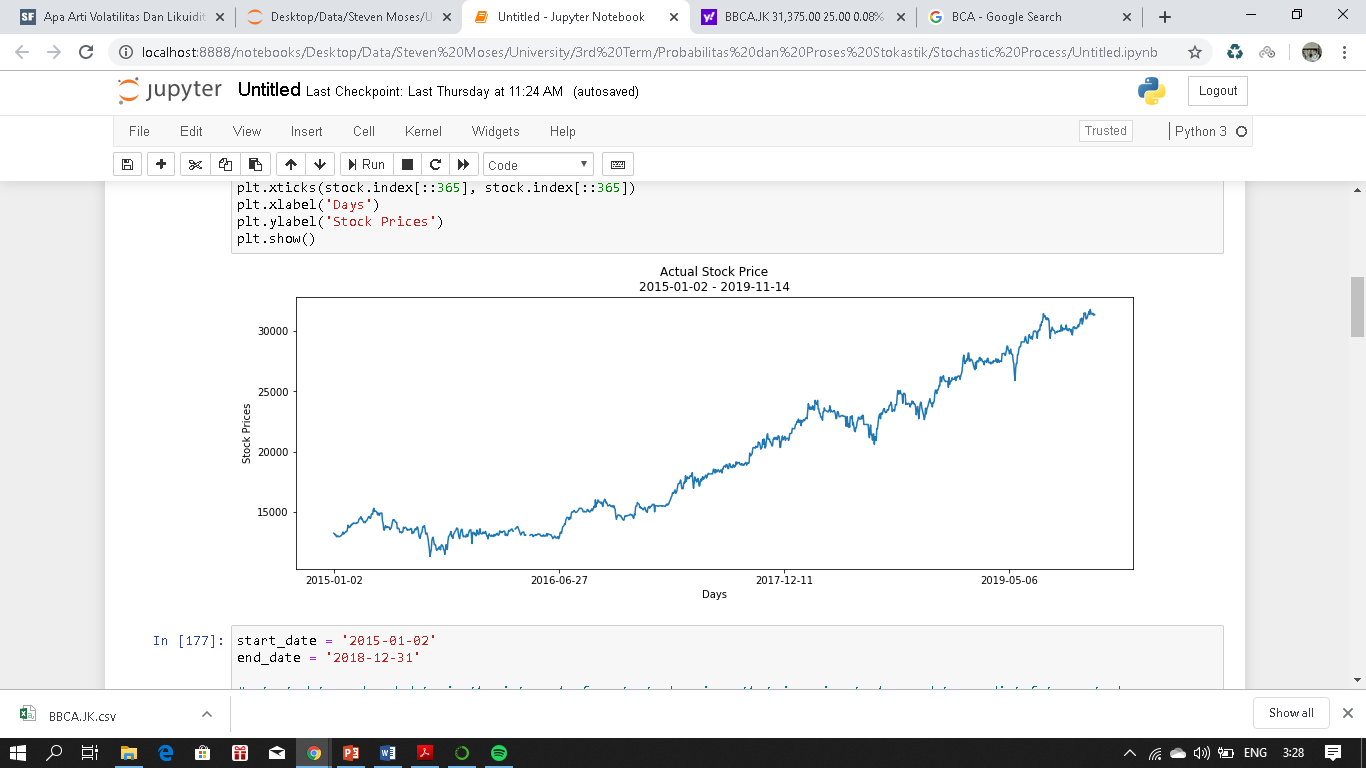 Apa Arti Volatilitas Dan Likuidit
Desktop/Data/Steven Moses/U
Untitled - Jupyter Notebook
BBCA.JK 31,375.00 25.00 0.08%
BCA - Google Search
localhost:8888/notebooks/Desktop/Data/Steven%20Moses/University/3rd%20Term/Probabilitas%20dan%20Proses%20Stokastik/Stochastic%20Process/Untitled.ipynb
jupyter Untitled Last Checkpoint: Last Thursday at 11:24 AM (autosaved)
Logout
File Edit View Insert Cell Kernel Widgets Help
Trusted
Python 3
Run
Code
plt.xticks(stock.index[::365], stock.index[::365])
plt.xlabel('Days')
plt.ylabel('Stock Prices')
plt.show()
Actual Stock Price
2015-01-02 - 2019-11-14
30000
25000
20000
15000
Stock Prices
2015-01-02 2016-06-27 2017-12-11 2019-05-06
Days
In [177]:
start_date = '2015-01-02'
end_date = '2018-12-31'
BBCA.JK.csv
Show all
ENG
3:28